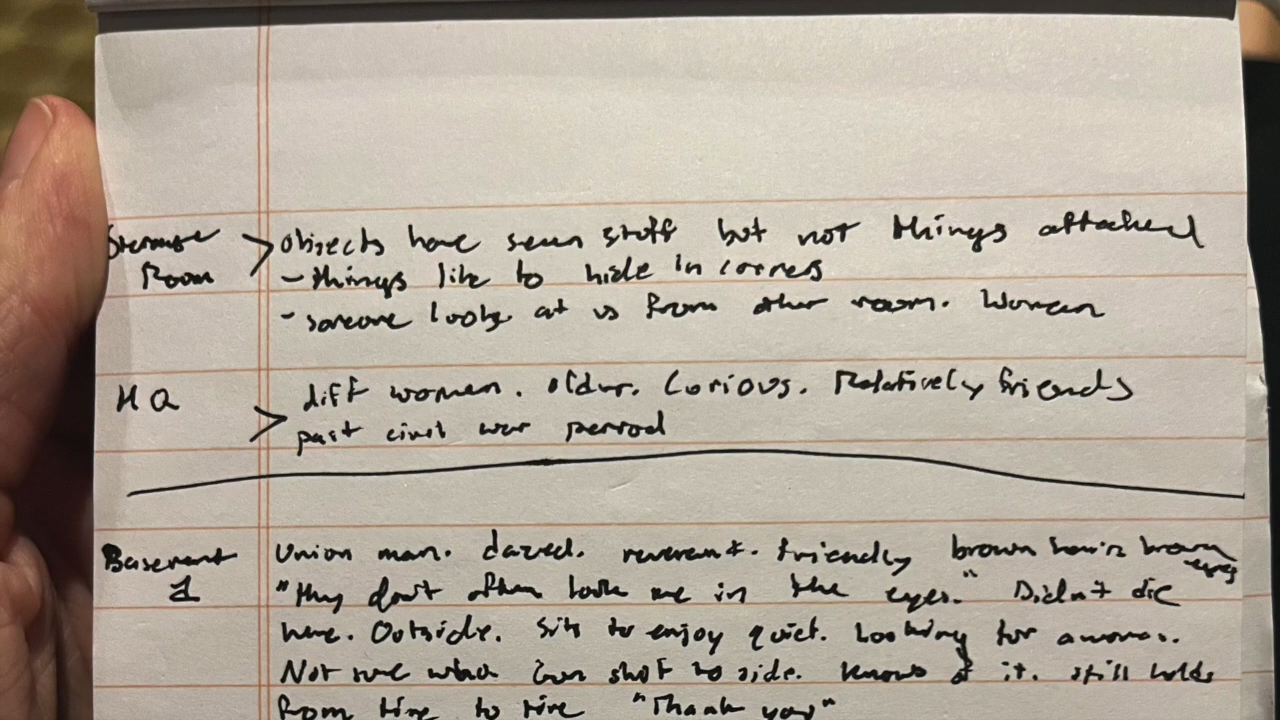 Storage > objects have seen stuff but not things attached
Room - things like to hide in corners
- someone looks at us from other room. Woman
HQ > diff women. older. Curious. Relatively friends
past civil war period
Basement Union man. dazed. reverent. friendly brown hair brown eyes
1 "they don't often look me in the eyes." Didn't die
here. Outside. Sits to enjoy quiet. Looking for a woman.
Not sure who. Gun shot to side. Knows of it. still holds
from time to time "Thank you"